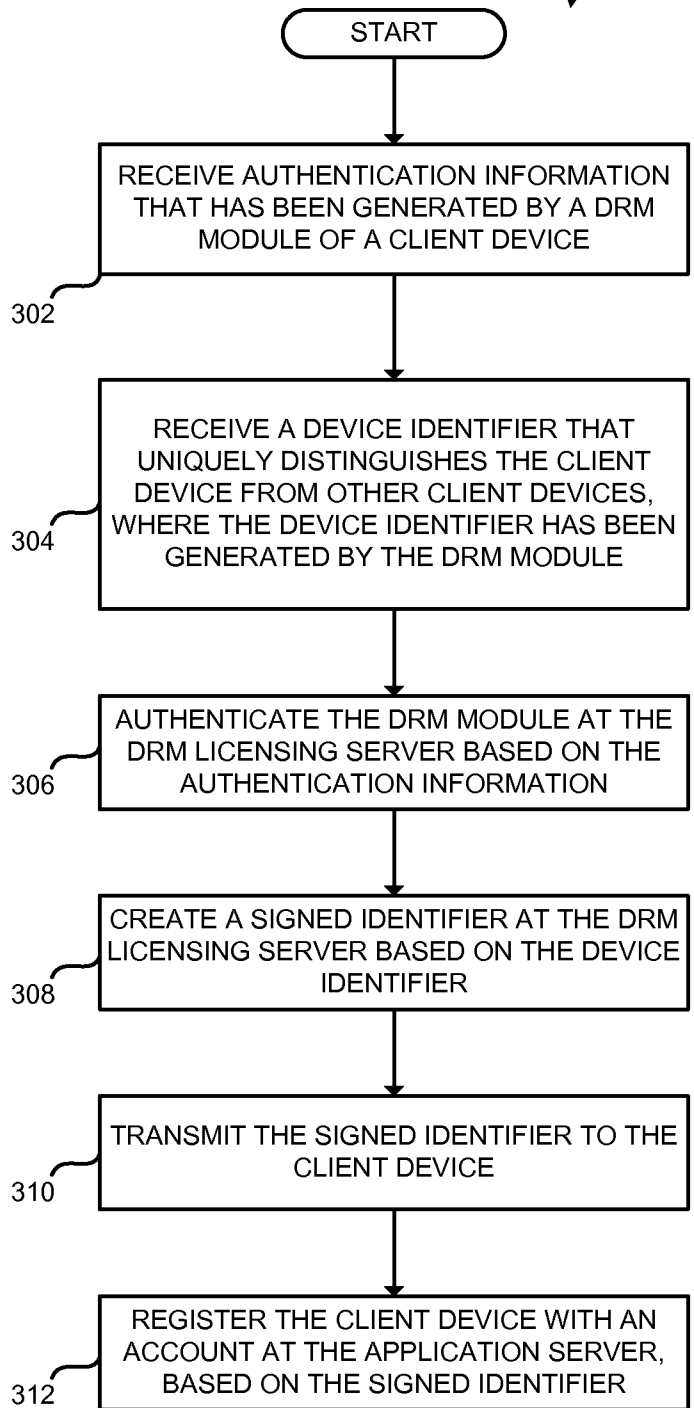 START
RECEIVE AUTHENTICATION INFORMATION
THAT HAS BEEN GENERATED BY A DRM
MODULE OF A CLIENT DEVICE
302
RECEIVE A DEVICE IDENTIFIER THAT
UNIQUELY DISTINGUISHES THE CLIENT
DEVICE FROM OTHER CLIENT DEVICES,
WHERE THE DEVICE IDENTIFIER HAS BEEN
GENERATED BY THE DRM MODULE
304
AUTHENTICATE THE DRM MODULE AT THE
DRM LICENSING SERVER BASED ON THE
AUTHENTICATION INFORMATION
306
CREATE A SIGNED IDENTIFIER AT THE DRM
LICENSING SERVER BASED ON THE DEVICE
IDENTIFIER
308
TRANSMIT THE SIGNED IDENTIFIER TO THE
CLIENT DEVICE
310
REGISTER THE CLIENT DEVICE WITH AN
ACCOUNT AT THE APPLICATION SERVER,
BASED ON THE SIGNED IDENTIFIER
312